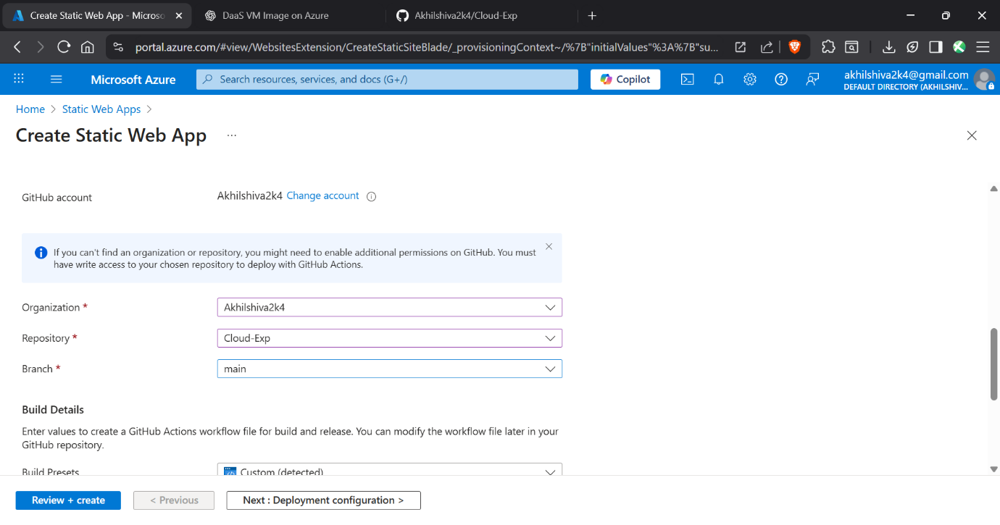 Create Static Web App - Microso
DaaS VM Image on Azure
Akhilshiva2k4/Cloud-Exp
portal.azure.com/#view/WebsitesExtension/CreateStaticSiteBlade/_provisioningContext~/%7B"initialValues"%3A%7B"su...
Microsoft Azure
Search resources, services, and docs (G+/)
Copilot
akhilshiva2k4@gmail.com
DEFAULT DIRECTORY (AKHILSHIV...
Home > Static Web Apps >
Create Static Web App ...
GitHub account
Akhilshiva2k4 Change account
If you can't find an organization or repository, you might need to enable additional permissions on GitHub. You must
have write access to your chosen repository to deploy with GitHub Actions.
Organization *
Akhilshiva2k4
Repository *
Cloud-Exp
Branch *
main
Build Details
Enter values to create a GitHub Actions workflow file for build and release. You can modify the workflow file later in your
GitHub repository.
Build Presets
Custom (detected)
Review + create
< Previous
Next : Deployment configuration >